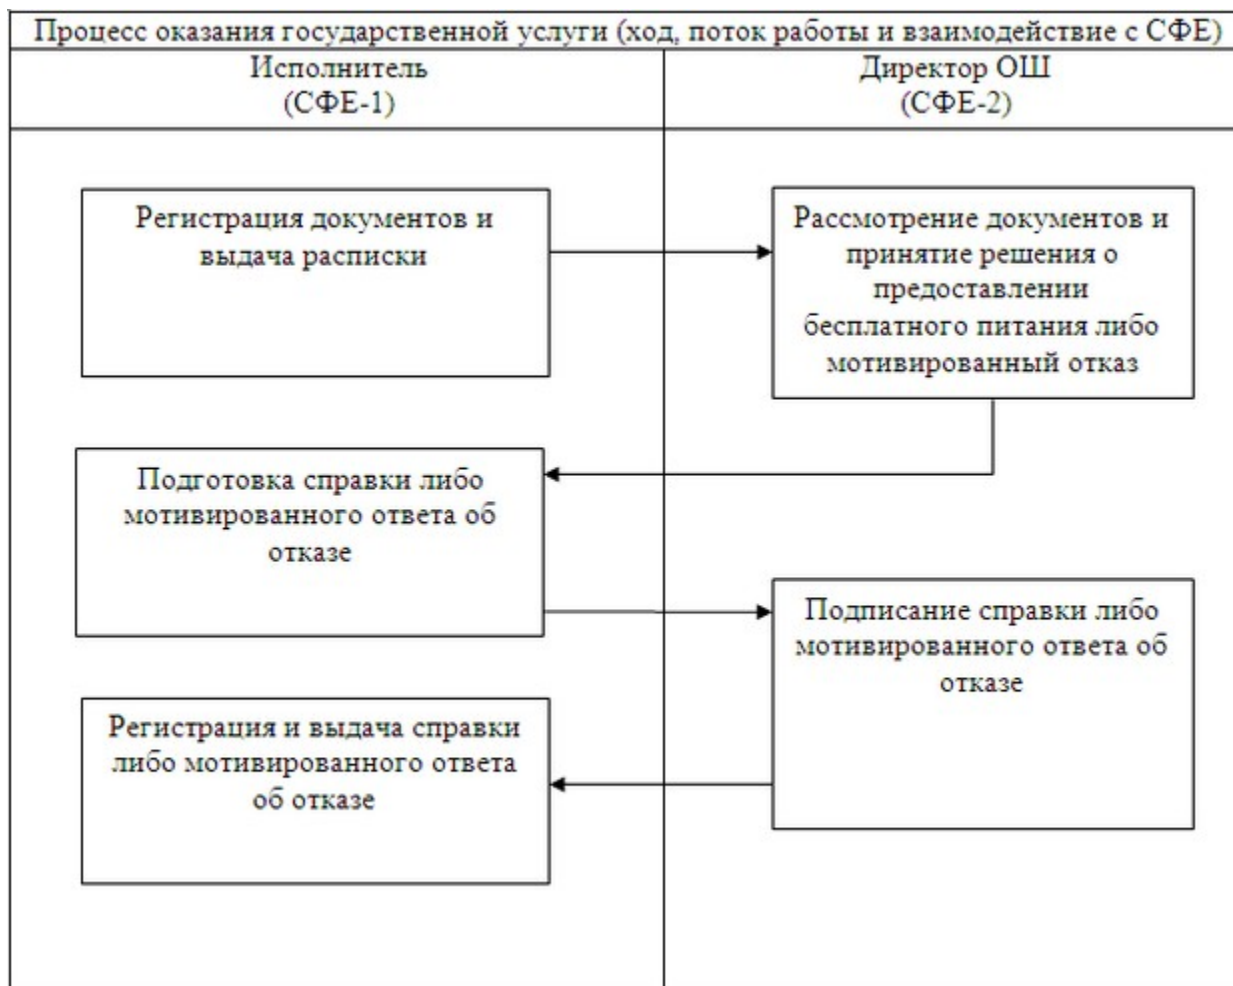 Процесс оказания государственной услуги (ход, поток работы и взаимодействие с СФЕ)
Исполнитель
(СФЕ-1)
Директор ОШ
(СФЕ-2)
Регистрация документов и
выдача расписки
Рассмотрение документов и
принятие решения о
предоставлении
бесплатного питания либо
мотивированный отказ
Подготовка справки либо
мотивированного ответа об
отказе
Подписание справки либо
мотивированного ответа об
отказе
Регистрация и выдача справки
либо мотивированного ответа
об отказе